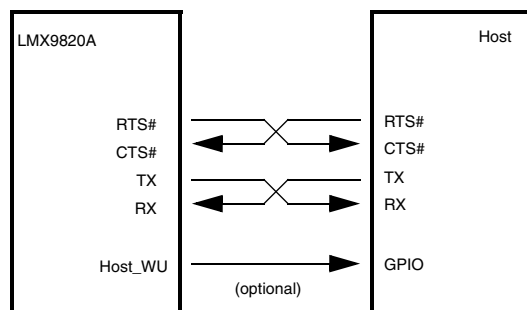 LMX9820A
Host
RTS#
RTS#
CTS#
CTS#
TX
TX
RX
RX
Host_WU
GPIO
(optional)